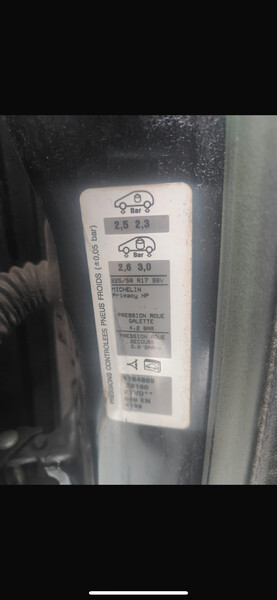 PRESSIONS CONTROLEES PNEUS FROIDS (±0,05 bar)
Bar
2,5 2,3
Bar
2,6 3,0
225/50 R17 98V
MICHELIN
Primacy HP
PRESSION ROUE
GALETTE
4.2 BAR
PRESSION ROUE
SECOURS